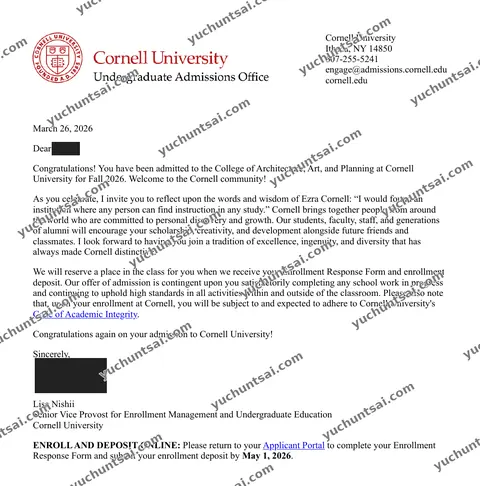 Cornell University
Undergraduate Admissions Office
Cornell University
Ithaca, NY 14850
607-255-5241
engage@admissions.cornell.edu
cornell.edu
March 26, 2026
Dear
Congratulations! You have been admitted to the College of Architecture, Art, and Planning at Cornell
University for Fall 2026. Welcome to the Cornell community!
As you celebrate, I invite you to reflect upon the words and wisdom of Ezra Cornell: “I would found an
institution where any person can find instruction in any study.” Cornell brings together people from around
the world who are committed to personal discovery and growth. Our students, faculty, staff, and generations
of alumni will encourage your scholarship, creativity, and development alongside future friends and
classmates. I look forward to having you join a tradition of excellence, ingenuity, and diversity that has
always made Cornell distinctive.
We will reserve a place in the class for you when we receive your Enrollment Response Form and enrollment
deposit. Our offer of admission is contingent upon you satisfactorily completing any school work in process
and continuing to uphold high standards in all activities within and outside of the classroom. Please also note
that, upon your enrollment at Cornell, you will be subject to and expected to adhere to Cornell University's
Code of Academic Integrity.
Congratulations again on your admission to Cornell University!
Sincerely,
Lisa Nishii
Senior Vice Provost for Enrollment Management and Undergraduate Education
Cornell University
ENROLL AND DEPOSIT ONLINE: Please return to your Applicant Portal to complete your Enrollment
Response Form and submit your enrollment deposit by May 1, 2026.
yuchuntsai.com